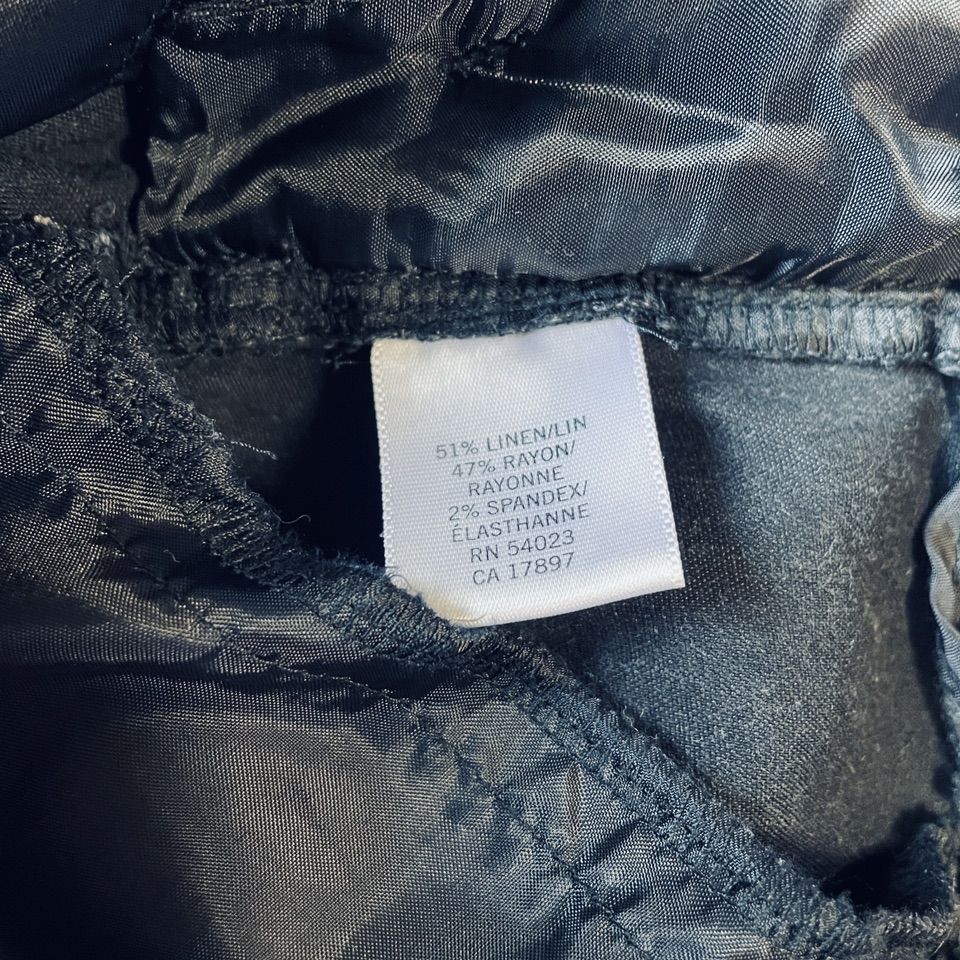 51% LINEN/LIN
47% RAYON/
RAYONNE
2% SPANDEX/
ÉLASTHANNE
RN 54023
CA 17897